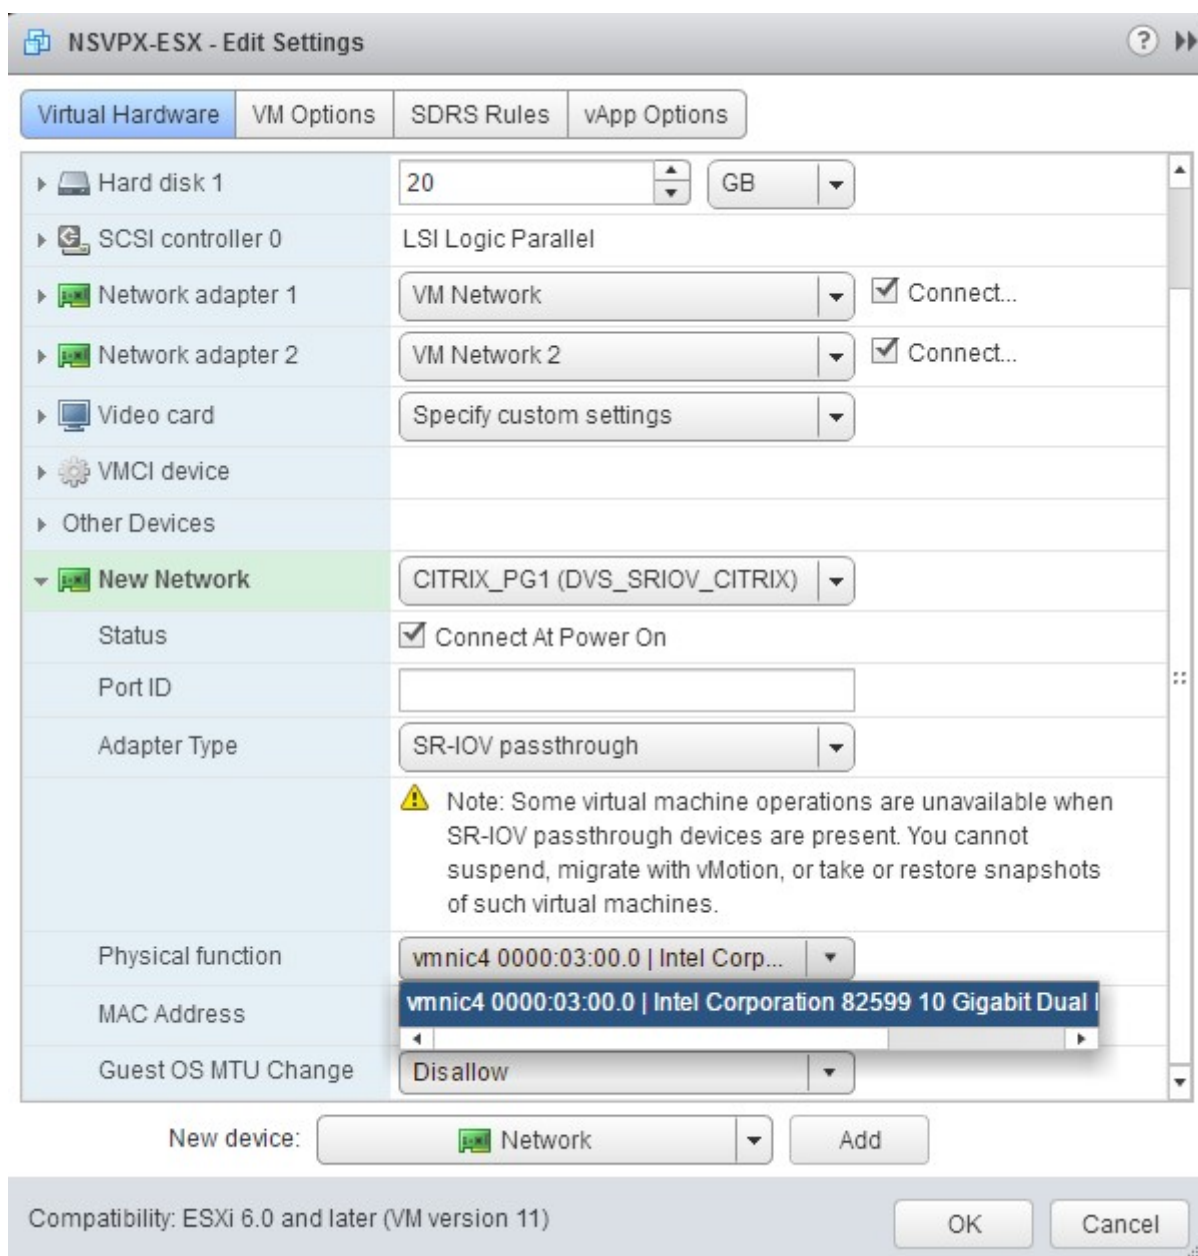 NSVPX-ESX - Edit Settings ?
Virtual Hardware VM Options SDRS Rules vApp Options
Hard disk 1 20 GB
SCSI controller 0 LSI Logic Parallel
Network adapter 1 VM Network Connect...
Network adapter 2 VM Network 2 Connect...
Video card Specify custom settings
VMCI device
Other Devices
New Network CITRIX_PG1 (DVS_SRIOV_CITRIX)
Status Connect At Power On
Port ID
Adapter Type SR-IOV passthrough
Note: Some virtual machine operations are unavailable when
SR-IOV passthrough devices are present. You cannot
suspend, migrate with vMotion, or take or restore snapshots
of such virtual machines.
Physical function vmnic4 0000:03:00.0 | Intel Corp...
vmnic4 0000:03:00.0 | Intel Corporation 82599 10 Gigabit Dual
MAC Address
Guest OS MTU Change Disallow
New device: Network Add
Compatibility: ESXi 6.0 and later (VM version 11) OK Cancel